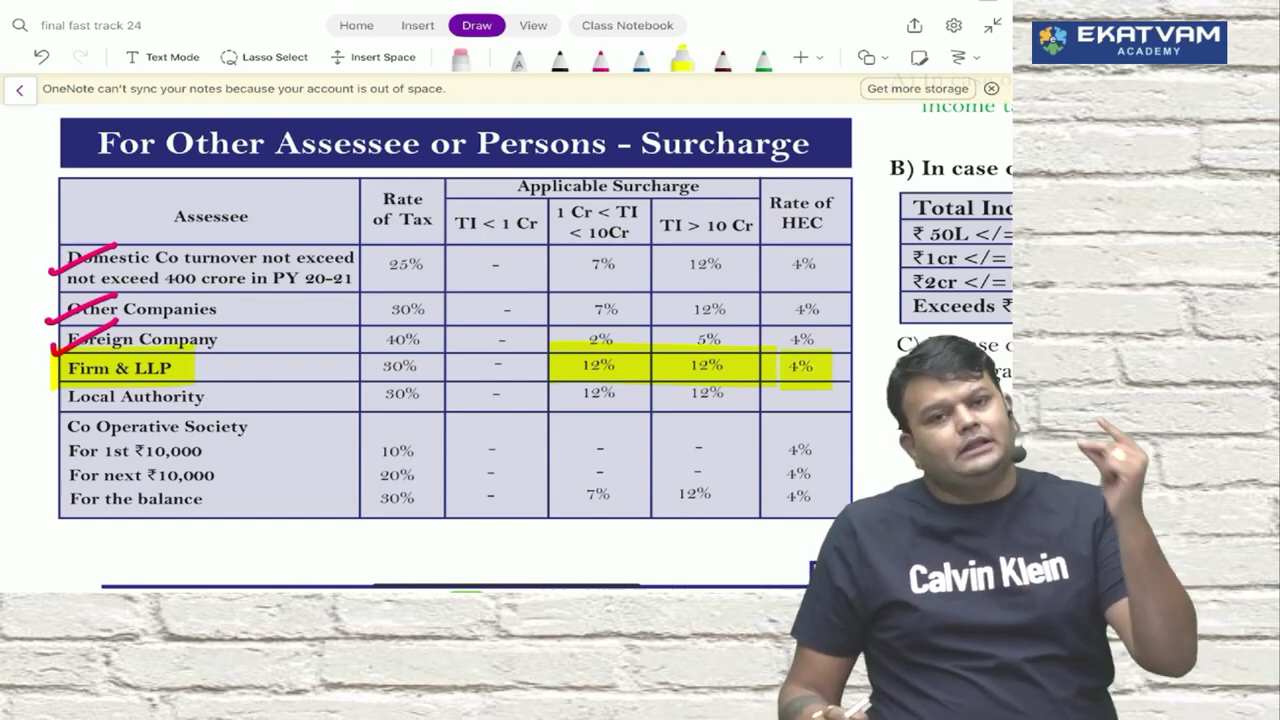 final fast track 24
Home Insert Draw View Class Notebook
EKATVAM
ACADEMY
Text Mode Lasso Select Insert Space
OneNote can't sync your notes because your account is out of space.
Get more storage
income
For Other Assessee or Persons - Surcharge
Assessee Rate of Tax Applicable Surcharge Rate of HEC
TI < 1 Cr 1 Cr < TI < 10Cr TI > 10 Cr
Domestic Co turnover not exceed
not exceed 400 crore in PY 20-21 25% - 7% 12% 4%
Other Companies 30% - 7% 12% 4%
Foreign Company 40% - 2% 5% 4%
Firm & LLP 30% - 12% 12% 4%
Local Authority 30% - 12% 12%
Co Operative Society
For 1st ₹10,000 10% - - - 4%
For next ₹10,000 20% - - - 4%
For the balance 30% - 7% 12% 4%
B) In case
Total
₹ 50L </=
₹1cr </=
₹2cr </=
Exceeds ₹
Calvin Klein